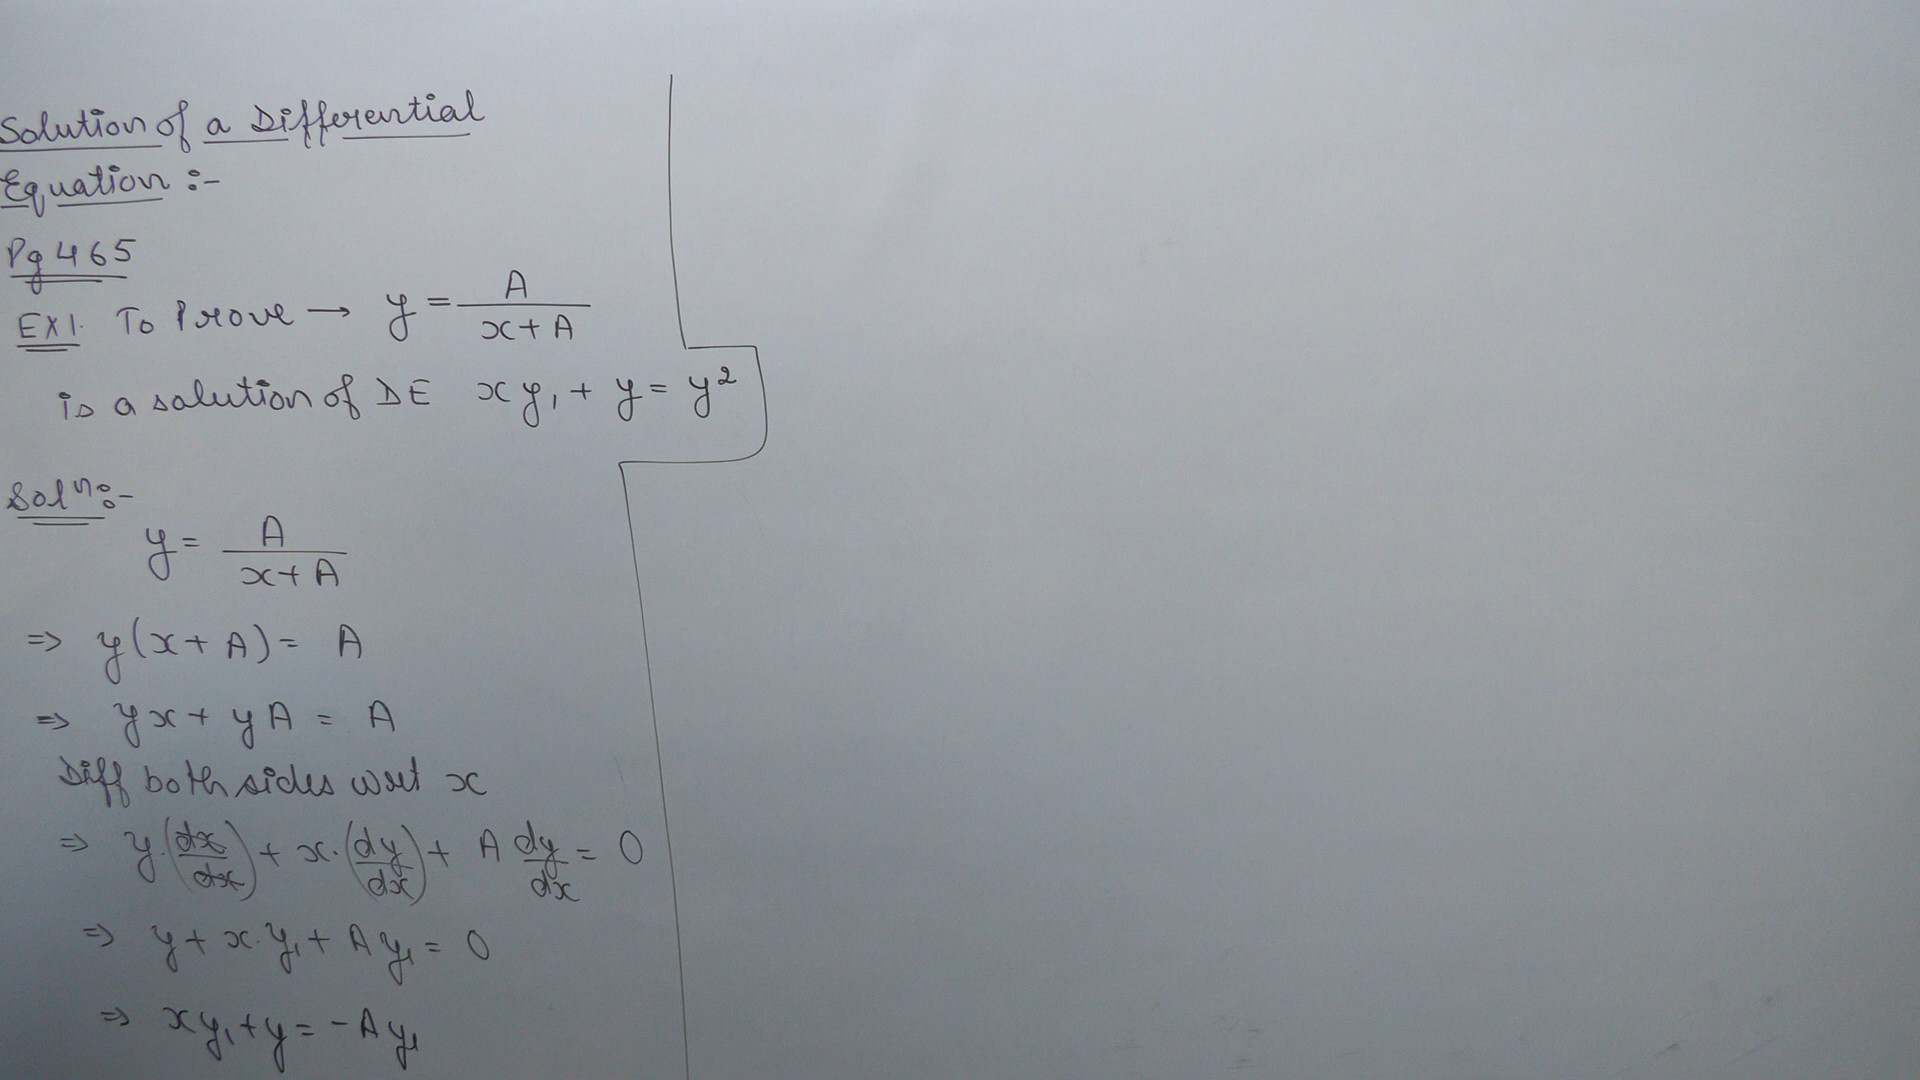 Solution of a Differential
Equation :-
Pg 465
EX1. To Prove → y = A/(x+A)
is a solution of DE xy₁ + y = y²
Solⁿ:-
y = A/(x+A)
⇒ y(x+A) = A
⇒ yx + yA = A
Diff both sides wrt x
⇒ y.(dx/dx) + x.(dy/dx) + A dy/dx = 0
⇒ y + x.y₁ + Ay₁ = 0
⇒ xy₁ + y = -Ay₁